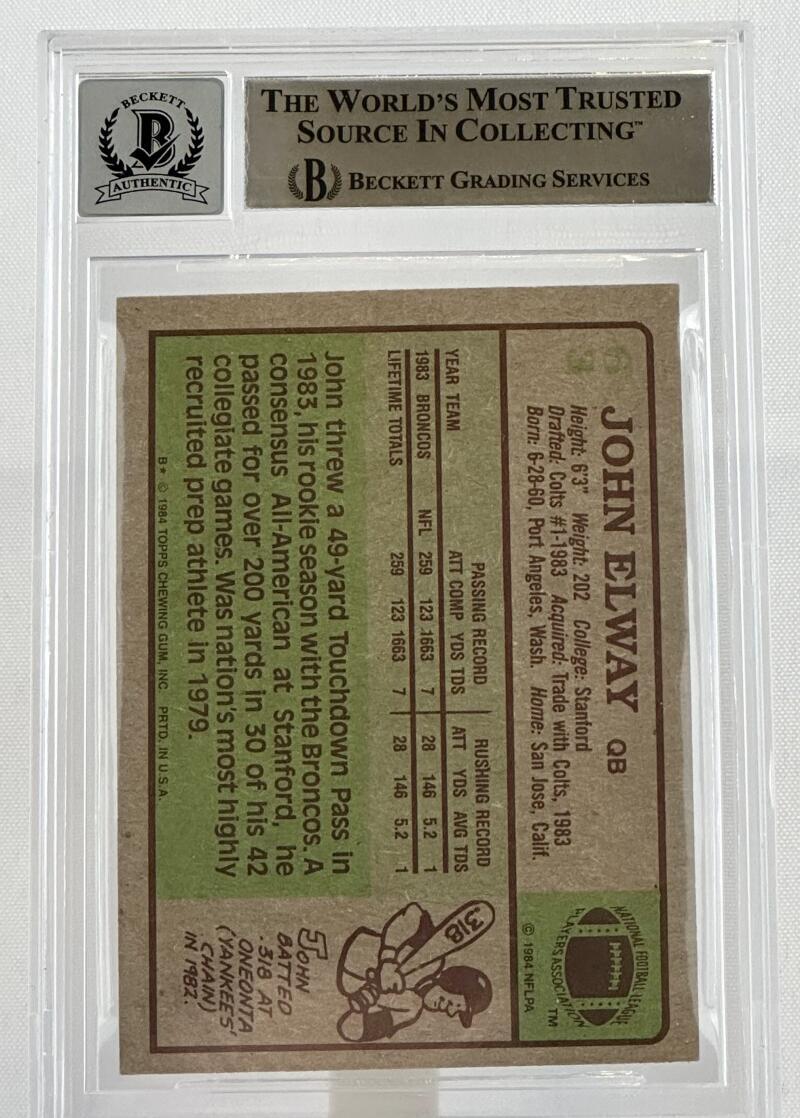 BECKETT
B
AUTHENTIC
THE WORLD'S MOST TRUSTED
SOURCE IN COLLECTING™
B BECKETT GRADING SERVICES
63
JOHN ELWAY QB
Height: 6'3" Weight: 202 College: Stanford
Drafted: Colts #1-1983 Acquired: Trade with Colts, 1983
Born: 6-28-60, Port Angeles, Wash. Home: San Jose, Calif.
NATIONAL FOOTBALL LEAGUE
PLAYERS ASSOCIATION
TM
© 1984 NFLPA
PASSING RECORD RUSHING RECORD
YEAR TEAM ATT COMP YDS TDS ATT YDS AVG TDS
1983 BRONCOS NFL 259 123 1663 7 28 146 5.2 1
LIFETIME TOTALS 259 123 1663 7 28 146 5.2 1
John threw a 49-yard Touchdown Pass in
1983, his rookie season with the Broncos. A
consensus All-American at Stanford, he
passed for over 200 yards in 30 of his 42
collegiate games. Was nation's most highly
recruited prep athlete in 1979.
318
JOHN
BATTED
.318 AT
ONEONTA
(YANKEES'
CHAIN)
IN 1982.
B* © 1984 TOPPS CHEWING GUM, INC. PRTD. IN U.S.A.